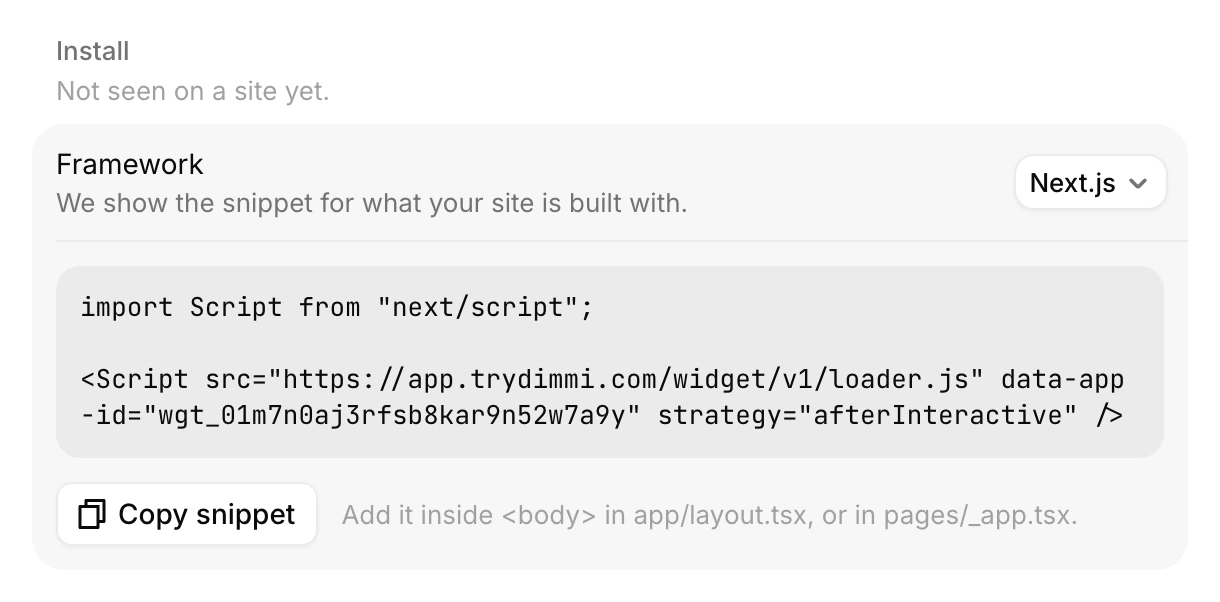 Install
Not seen on a site yet.
Framework
We show the snippet for what your site is built with.
Next.js
import Script from "next/script";
<Script src="https://app.trydimmi.com/widget/v1/loader.js" data-app
-id="wgt_01m7n0aj3rfsb8kar9n52w7a9y" strategy="afterInteractive" />
Copy snippet
Add it inside <body> in app/layout.tsx, or in pages/_app.tsx.